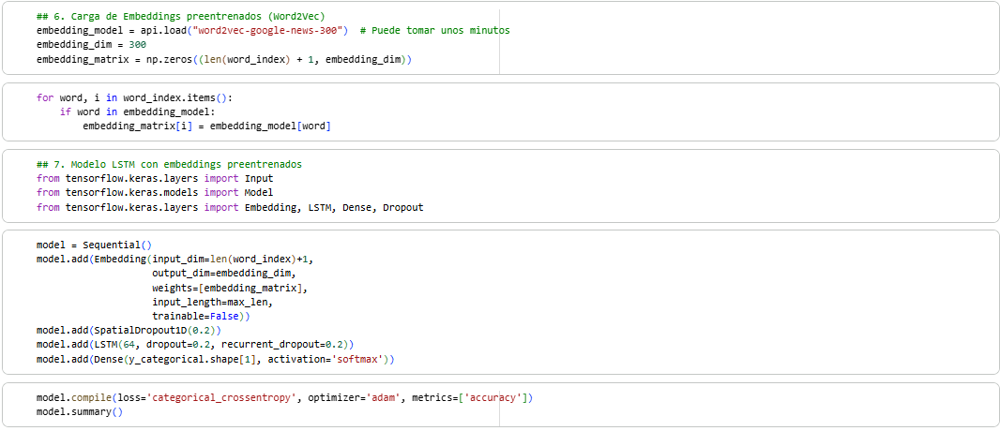 ## 6. Carga de Embeddings preentrenados (Word2Vec)
embedding_model = api.load("word2vec-google-news-300")  # Puede tomar unos minutos
embedding_dim = 300
embedding_matrix = np.zeros((len(word_index) + 1, embedding_dim))
for word, i in word_index.items():
    if word in embedding_model:
        embedding_matrix[i] = embedding_model[word]
## 7. Modelo LSTM con embeddings preentrenados
from tensorflow.keras.layers import Input
from tensorflow.keras.models import Model
from tensorflow.keras.layers import Embedding, LSTM, Dense, Dropout
model = Sequential()
model.add(Embedding(input_dim=len(word_index)+1,
                    output_dim=embedding_dim,
                    weights=[embedding_matrix],
                    input_length=max_len,
                    trainable=False))
model.add(SpatialDropout1D(0.2))
model.add(LSTM(64, dropout=0.2, recurrent_dropout=0.2))
model.add(Dense(y_categorical.shape[1], activation='softmax'))
model.compile(loss='categorical_crossentropy', optimizer='adam', metrics=['accuracy'])
model.summary()